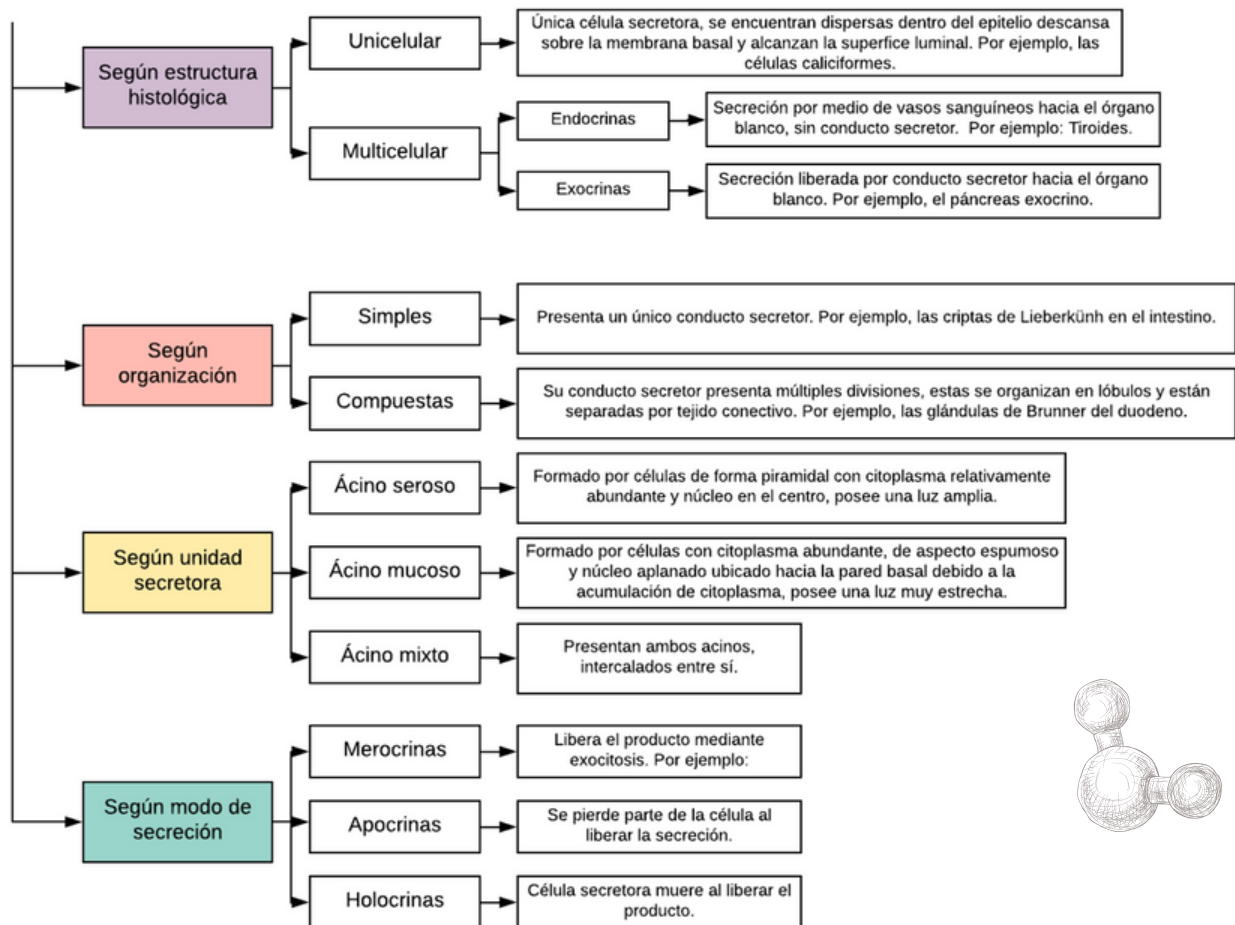 Según estructura
histológica
Unicelular
Única célula secretora, se encuentran dispersas dentro del epitelio descansa
sobre la membrana basal y alcanzan la superfice luminal. Por ejemplo, las
células caliciformes.
Multicelular
Endocrinas
Secreción por medio de vasos sanguíneos hacia el órgano
blanco, sin conducto secretor. Por ejemplo: Tiroides.
Exocrinas
Secreción liberada por conducto secretor hacia el órgano
blanco. Por ejemplo, el páncreas exocrino.
Según
organización
Simples
Presenta un único conducto secretor. Por ejemplo, las criptas de Lieberkünh en el intestino.
Compuestas
Su conducto secretor presenta múltiples divisiones, estas se organizan en lóbulos y están
separadas por tejido conectivo. Por ejemplo, las glándulas de Brunner del duodeno.
Según unidad
secretora
Ácino seroso
Formado por células de forma piramidal con citoplasma relativamente
abundante y núcleo en el centro, posee una luz amplia.
Ácino mucoso
Formado por células con citoplasma abundante, de aspecto espumoso
y núcleo aplanado ubicado hacia la pared basal debido a la
acumulación de citoplasma, posee una luz muy estrecha.
Ácino mixto
Presentan ambos acinos,
intercalados entre sí.
Según modo de
secreción
Merocrinas
Libera el producto mediante
exocitosis. Por ejemplo:
Apocrinas
Se pierde parte de la célula al
liberar la secreción.
Holocrinas
Célula secretora muere al liberar el
producto.